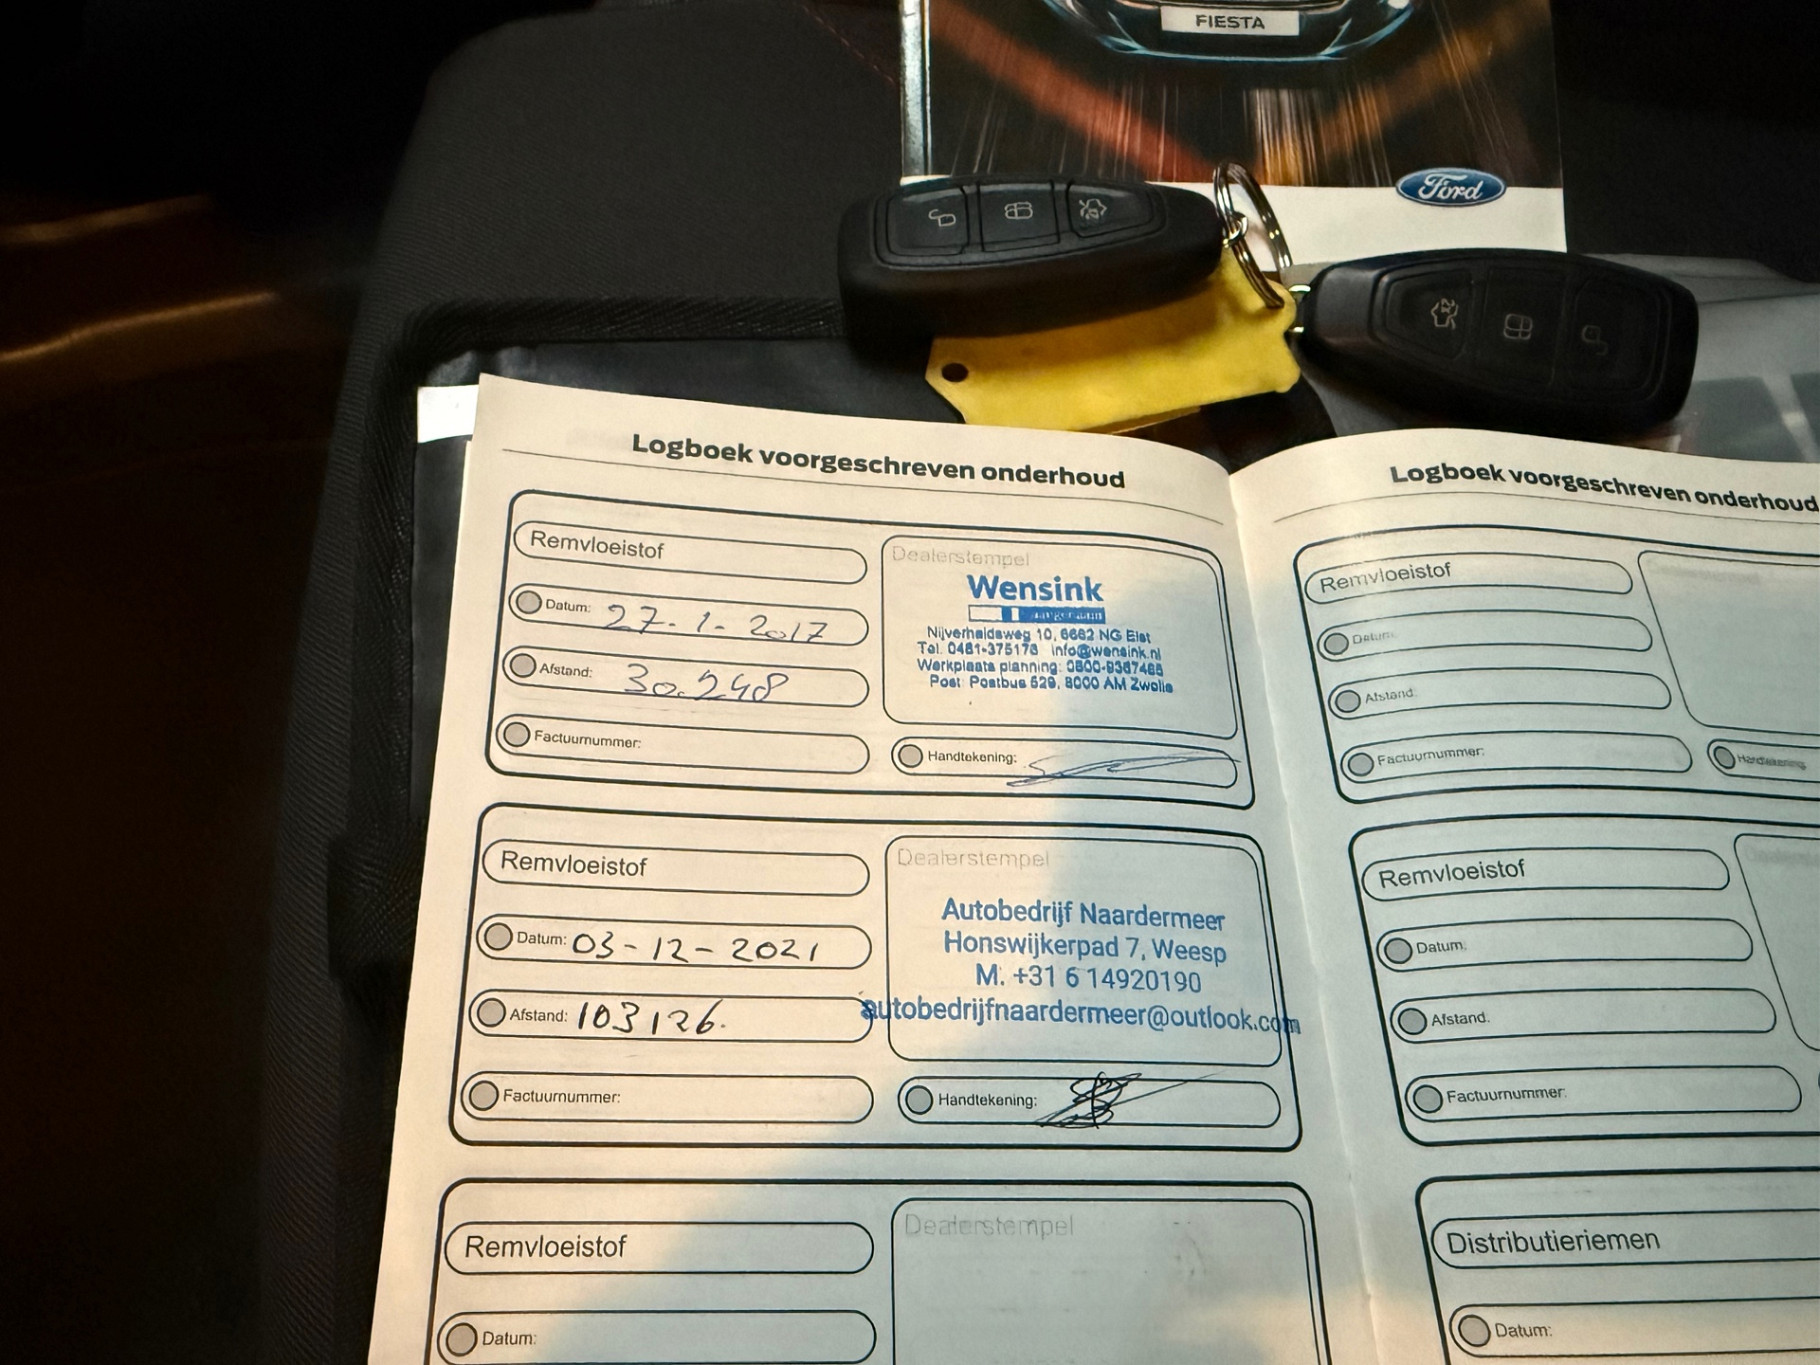 FIESTA
Ford
Logboek voorgeschreven onderhoud
Remvloeistof
Datum: 27-1-2017
Afstand: 30.248
Factuurnummer:
Dealerstempel
Wensink
Nijverheidsweg 10, 6662 NG Elst
Tel. 0481-375178 info@wensink.nl
Werkplaats planning: 0800-9367465
Post: Postbus 529, 8000 AM Zwolle
Handtekening:
Remvloeistof
Datum: 03-12-2021
Afstand: 103126.
Factuurnummer:
Dealerstempel
Autobedrijf Naardermeer
Honswijkerpad 7, Weesp
M. +31 6 14920190
autobedrijfnaardermeer@outlook.com
Handtekening:
Remvloeistof
Datum:
Dealerstempel
Logboek voorgeschreven onderhoud
Remvloeistof
Datum:
Afstand:
Factuurnummer:
Handtekening:
Remvloeistof
Datum:
Afstand:
Factuurnummer:
Distributieriemen
Datum: